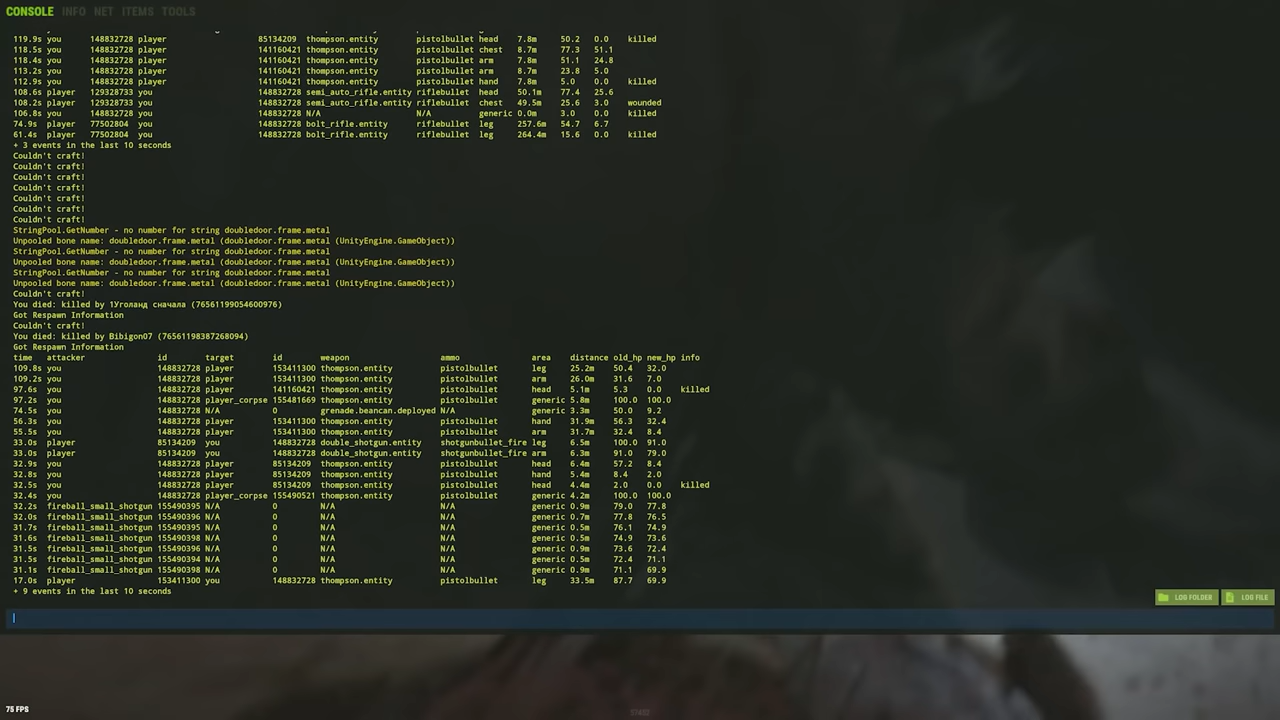 CONSOLE INFO NET ITEMS TOOLS
119.9s you 148832728 player 85134209 thompson.entity pistolbullet head 7.8m 50.2 0.0 killed
118.5s you 148832728 player 141160421 thompson.entity pistolbullet chest 8.7m 77.3 51.1
118.4s you 148832728 player 141160421 thompson.entity pistolbullet arm 7.8m 51.1 24.8
113.2s you 148832728 player 141160421 thompson.entity pistolbullet arm 8.7m 23.8 5.0
112.9s you 148832728 player 141160421 thompson.entity pistolbullet hand 7.8m 5.0 0.0 killed
108.6s player 129328733 you 148832728 semi_auto_rifle.entity riflebullet head 50.1m 77.4 25.6
108.2s player 129328733 you 148832728 semi_auto_rifle.entity riflebullet chest 49.5m 25.6 3.0 wounded
106.8s you 148832728 you 148832728 N/A N/A generic 0.0m 3.0 0.0 killed
74.9s player 77502804 you 148832728 bolt_rifle.entity riflebullet leg 257.6m 54.7 6.7
61.4s player 77502804 you 148832728 bolt_rifle.entity riflebullet leg 264.4m 15.6 0.0 killed
+ 3 events in the last 10 seconds
Couldn't craft!
Couldn't craft!
Couldn't craft!
Couldn't craft!
Couldn't craft!
Couldn't craft!
Couldn't craft!
StringPool.GetNumber - no number for string doubledoor.frame.metal
Unpooled bone name: doubledoor.frame.metal (doubledoor.frame.metal (UnityEngine.GameObject))
StringPool.GetNumber - no number for string doubledoor.frame.metal
Unpooled bone name: doubledoor.frame.metal (doubledoor.frame.metal (UnityEngine.GameObject))
StringPool.GetNumber - no number for string doubledoor.frame.metal
Unpooled bone name: doubledoor.frame.metal (doubledoor.frame.metal (UnityEngine.GameObject))
Couldn't craft!
You died: killed by 1Уголанд сначала (76561199054600976)
Got Respawn Information
Couldn't craft!
You died: killed by Bibigon07 (76561198387268094)
Got Respawn Information
time attacker id target id weapon ammo area distance old_hp new_hp info
109.8s you 148832728 player 153411300 thompson.entity pistolbullet leg 25.2m 50.4 32.0
109.2s you 148832728 player 153411300 thompson.entity pistolbullet arm 26.0m 31.6 7.0
97.6s you 148832728 player 141160421 thompson.entity pistolbullet head 5.1m 5.3 0.0 killed
97.2s you 148832728 player_corpse 155481669 thompson.entity pistolbullet generic 5.8m 100.0 100.0
74.5s you 148832728 N/A 0 grenade.beancan.deployed N/A generic 3.3m 50.0 9.2
56.3s you 148832728 player 153411300 thompson.entity pistolbullet hand 31.9m 56.3 32.4
55.5s you 148832728 player 153411300 thompson.entity pistolbullet arm 31.7m 32.4 8.4
33.0s player 85134209 you 148832728 double_shotgun.entity shotgunbullet_fire leg 6.5m 100.0 91.0
33.0s player 85134209 you 148832728 double_shotgun.entity shotgunbullet_fire arm 6.3m 91.0 79.0
32.9s you 148832728 player 85134209 thompson.entity pistolbullet head 6.4m 57.2 8.4
32.8s you 148832728 player 85134209 thompson.entity pistolbullet hand 5.4m 8.4 2.0
32.5s you 148832728 player 85134209 thompson.entity pistolbullet head 4.4m 2.0 0.0 killed
32.4s you 148832728 player_corpse 155490521 thompson.entity pistolbullet generic 4.2m 100.0 100.0
32.2s fireball_small_shotgun 155490395 N/A 0 N/A N/A generic 0.9m 79.0 77.8
32.0s fireball_small_shotgun 155490396 N/A 0 N/A N/A generic 0.7m 77.8 76.5
31.7s fireball_small_shotgun 155490395 N/A 0 N/A N/A generic 0.5m 76.1 74.9
31.6s fireball_small_shotgun 155490398 N/A 0 N/A N/A generic 0.5m 74.9 73.6
31.5s fireball_small_shotgun 155490396 N/A 0 N/A N/A generic 0.9m 73.6 72.4
31.5s fireball_small_shotgun 155490394 N/A 0 N/A N/A generic 0.5m 72.4 71.1
31.1s fireball_small_shotgun 155490398 N/A 0 N/A N/A generic 0.9m 71.1 69.9
17.0s player 153411300 you 148832728 thompson.entity pistolbullet leg 33.5m 87.7 69.9
+ 9 events in the last 10 seconds
LOG FOLDER LOG FILE
75 FPS